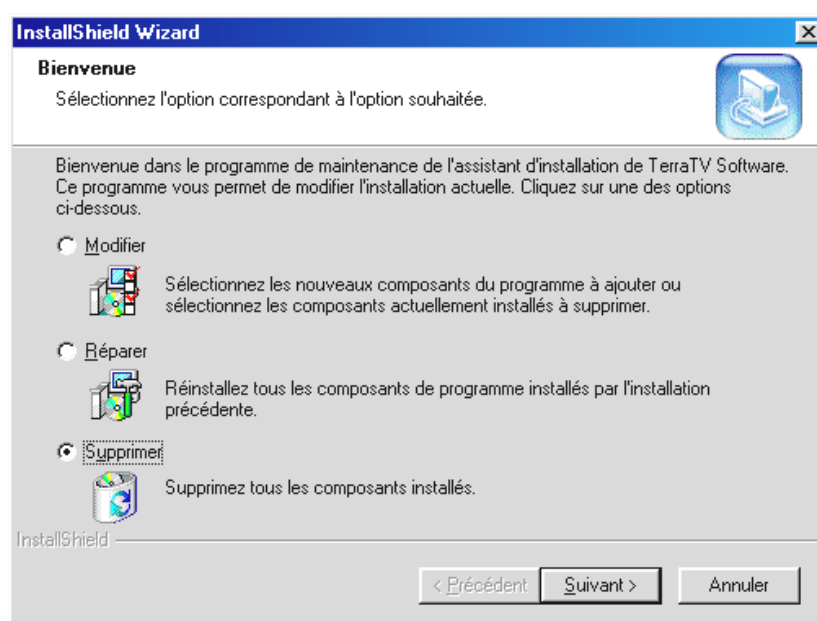 InstallShield Wizard
Bienvenue
Sélectionnez l'option correspondant à l'option souhaitée.
Bienvenue dans le programme de maintenance de l'assistant d'installation de TerraTV Software.
Ce programme vous permet de modifier l'installation actuelle. Cliquez sur une des options
ci-dessous.
Modifier
Sélectionnez les nouveaux composants du programme à ajouter ou
sélectionnez les composants actuellement installés à supprimer.
Réparer
Réinstallez tous les composants de programme installés par l'installation
précédente.
Supprimer
Supprimez tous les composants installés.
InstallShield
< Précédent Suivant > Annuler